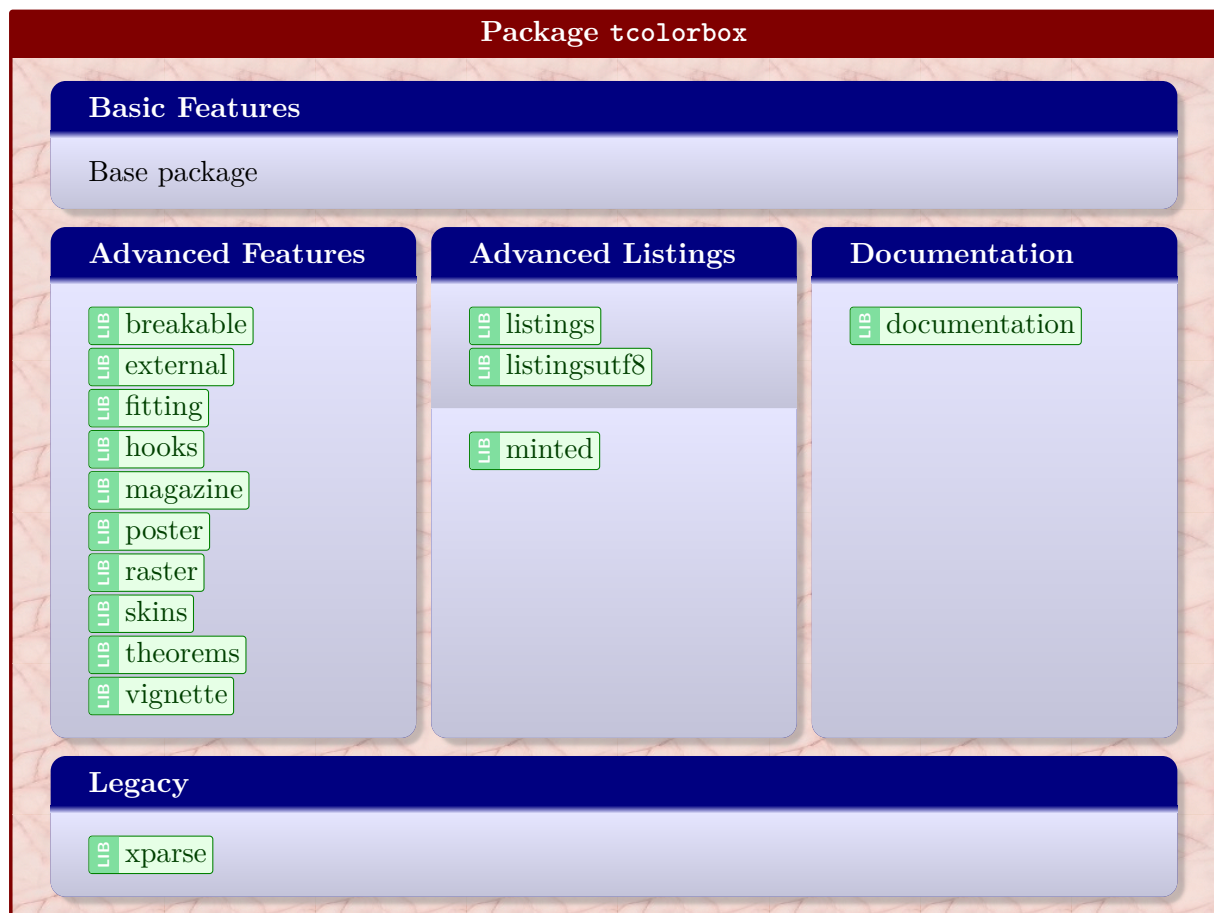 Package tcolorbox
Basic Features
Base package
Advanced Features
LIB breakable
LIB external
LIB fitting
LIB hooks
LIB magazine
LIB poster
LIB raster
LIB skins
LIB theorems
LIB vignette
Advanced Listings
LIB listings
LIB listingsutf8
LIB minted
Documentation
LIB documentation
Legacy
LIB xparse